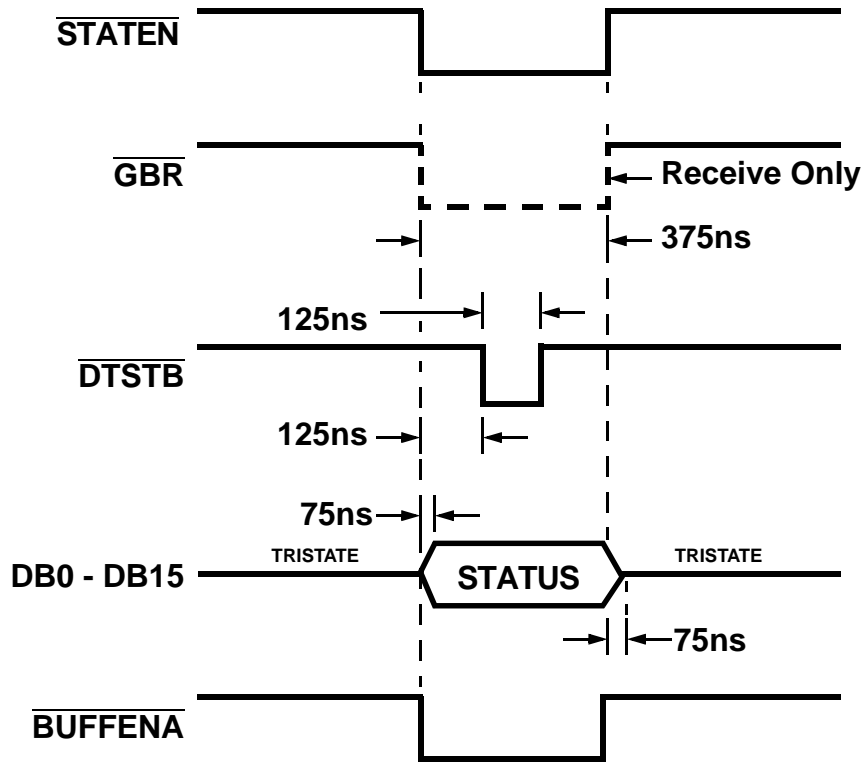 STATEN
GBR
Receive Only
375ns
125ns
DTSTB
125ns
75ns
TRISTATE
TRISTATE
DB0 - DB15
STATUS
75ns
BUFFENA